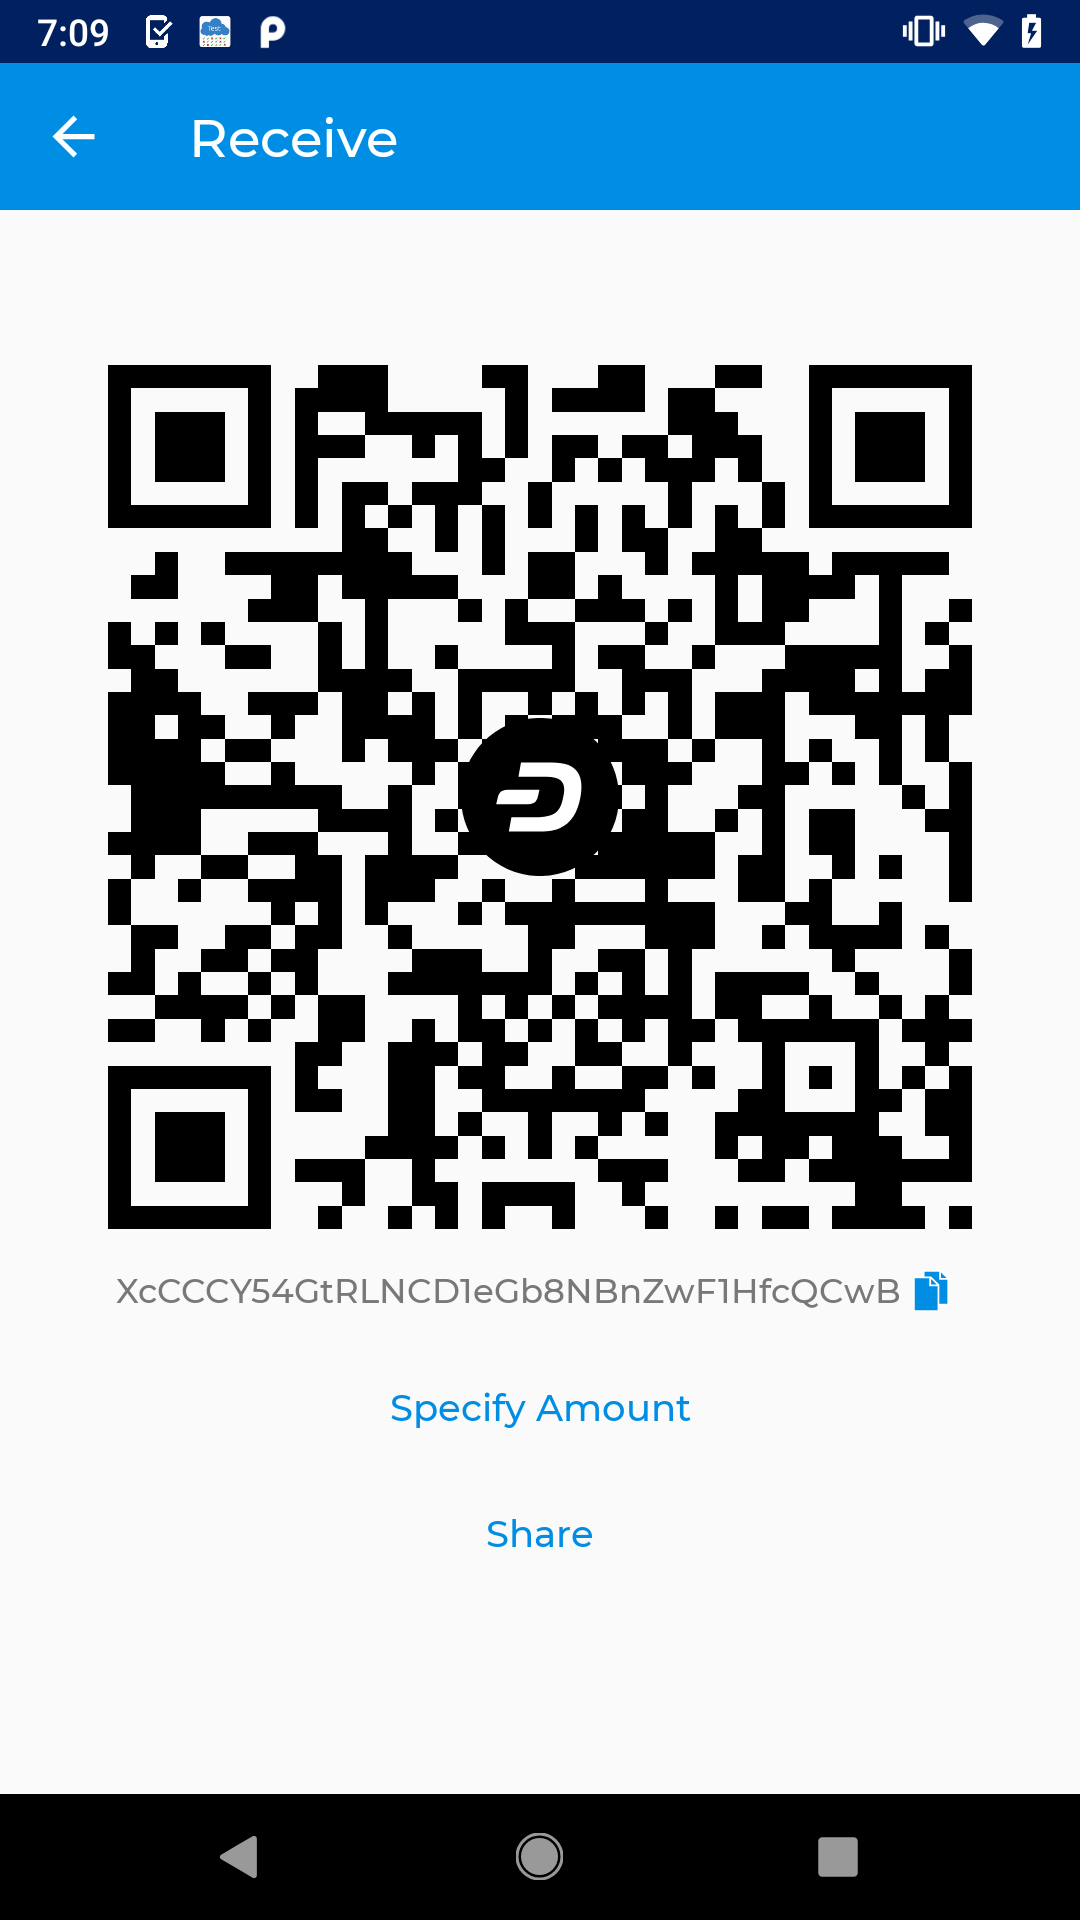 7:09
Receive
XcCCCY54GtRLNCD1eGb8NBnZwF1HfcQCwB
Specify Amount
Share